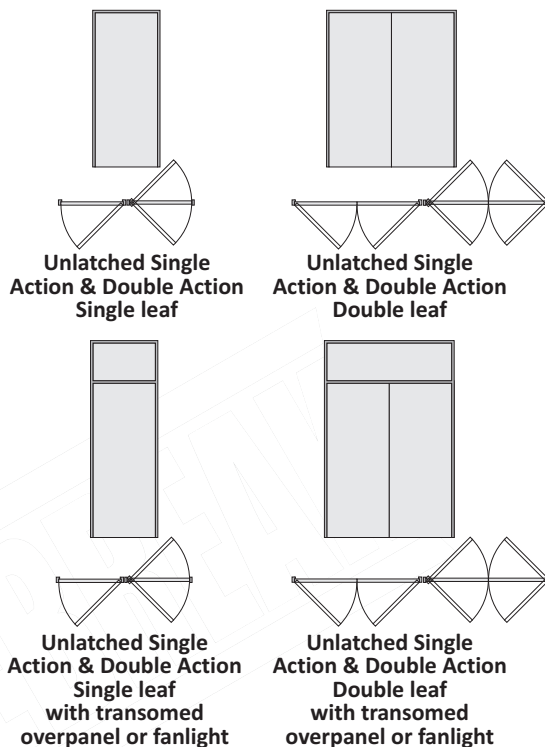 Unlatched Single
Action & Double Action
Single leaf
Unlatched Single
Action & Double Action
Double leaf
Unlatched Single
Action & Double Action
Single leaf
with transomed
overpanel or fanlight
Unlatched Single
Action & Double Action
Double leaf
with transomed
overpanel or fanlight